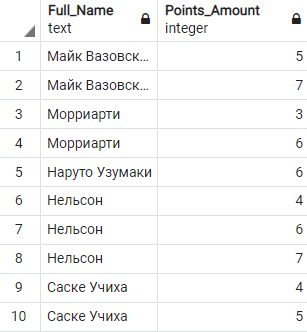 Full_Name Points_Amount
text integer
1 Майк Вазовск... 5
2 Майк Вазовск... 7
3 Морриарти 3
4 Морриарти 6
5 Наруто Узумаки 6
6 Нельсон 4
7 Нельсон 6
8 Нельсон 7
9 Саске Учиха 4
10 Саске Учиха 5